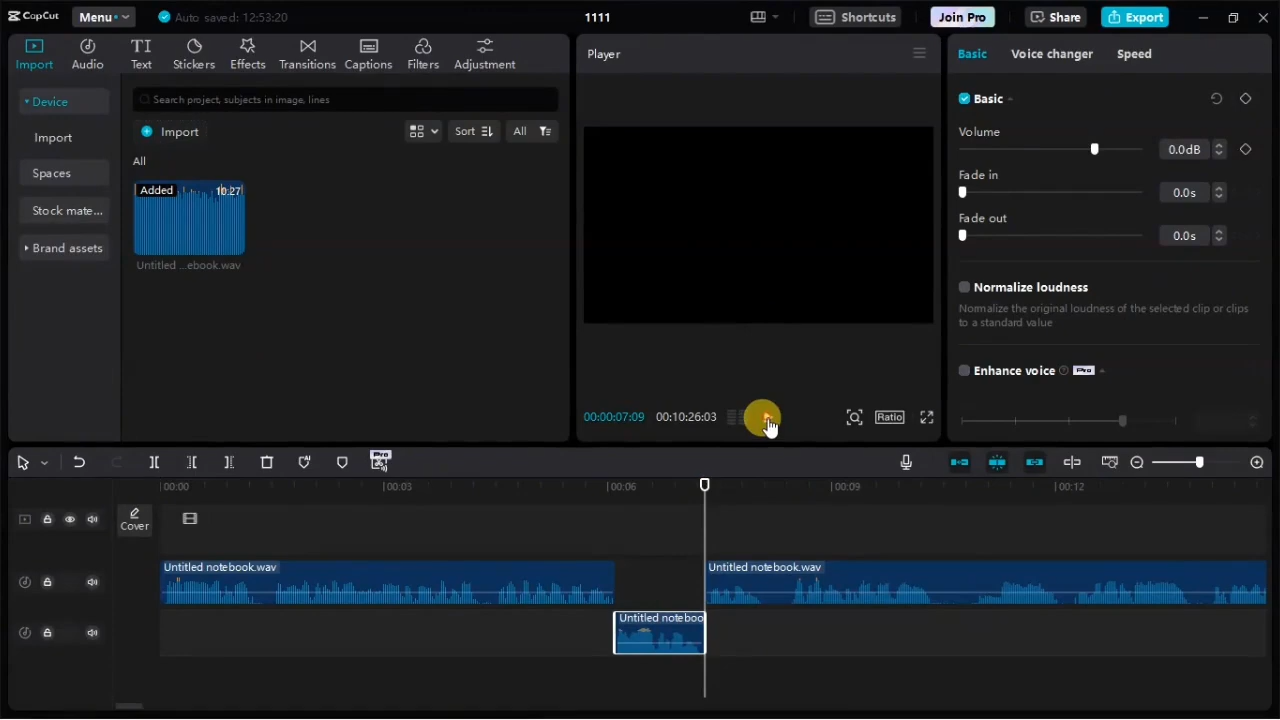 CapCut
Menu
Auto saved: 12:53:20
1111
Shortcuts
Join Pro
Share
Export
Import
Audio
Text
Stickers
Effects
Transitions
Captions
Filters
Adjustment
Device
Import
Spaces
Stock mate...
Brand assets
Search project, subjects in image, lines
Import
Sort
All
All
Added
10:27
Untitled ...ebook.wav
Player
00:00:07:09
00:10:26:03
Ratio
Basic
Voice changer
Speed
Basic
Volume
0.0dB
Fade in
0.0s
Fade out
0.0s
Normalize loudness
Normalize the original loudness of the selected clip or clips
to a standard value
Enhance voice
Pro
Pro
00:00
00:03
00:06
00:09
00:12
Cover
Untitled notebook.wav
Untitled notebook.wav
Untitled noteboo